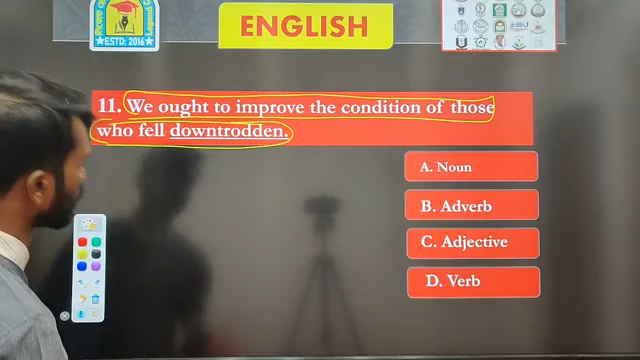 ENGLISH
★ESTD: 2016★
11. We ought to improve the condition of those
who fell downtrodden.
A. Noun
B. Adverb
C. Adjective
D. Verb